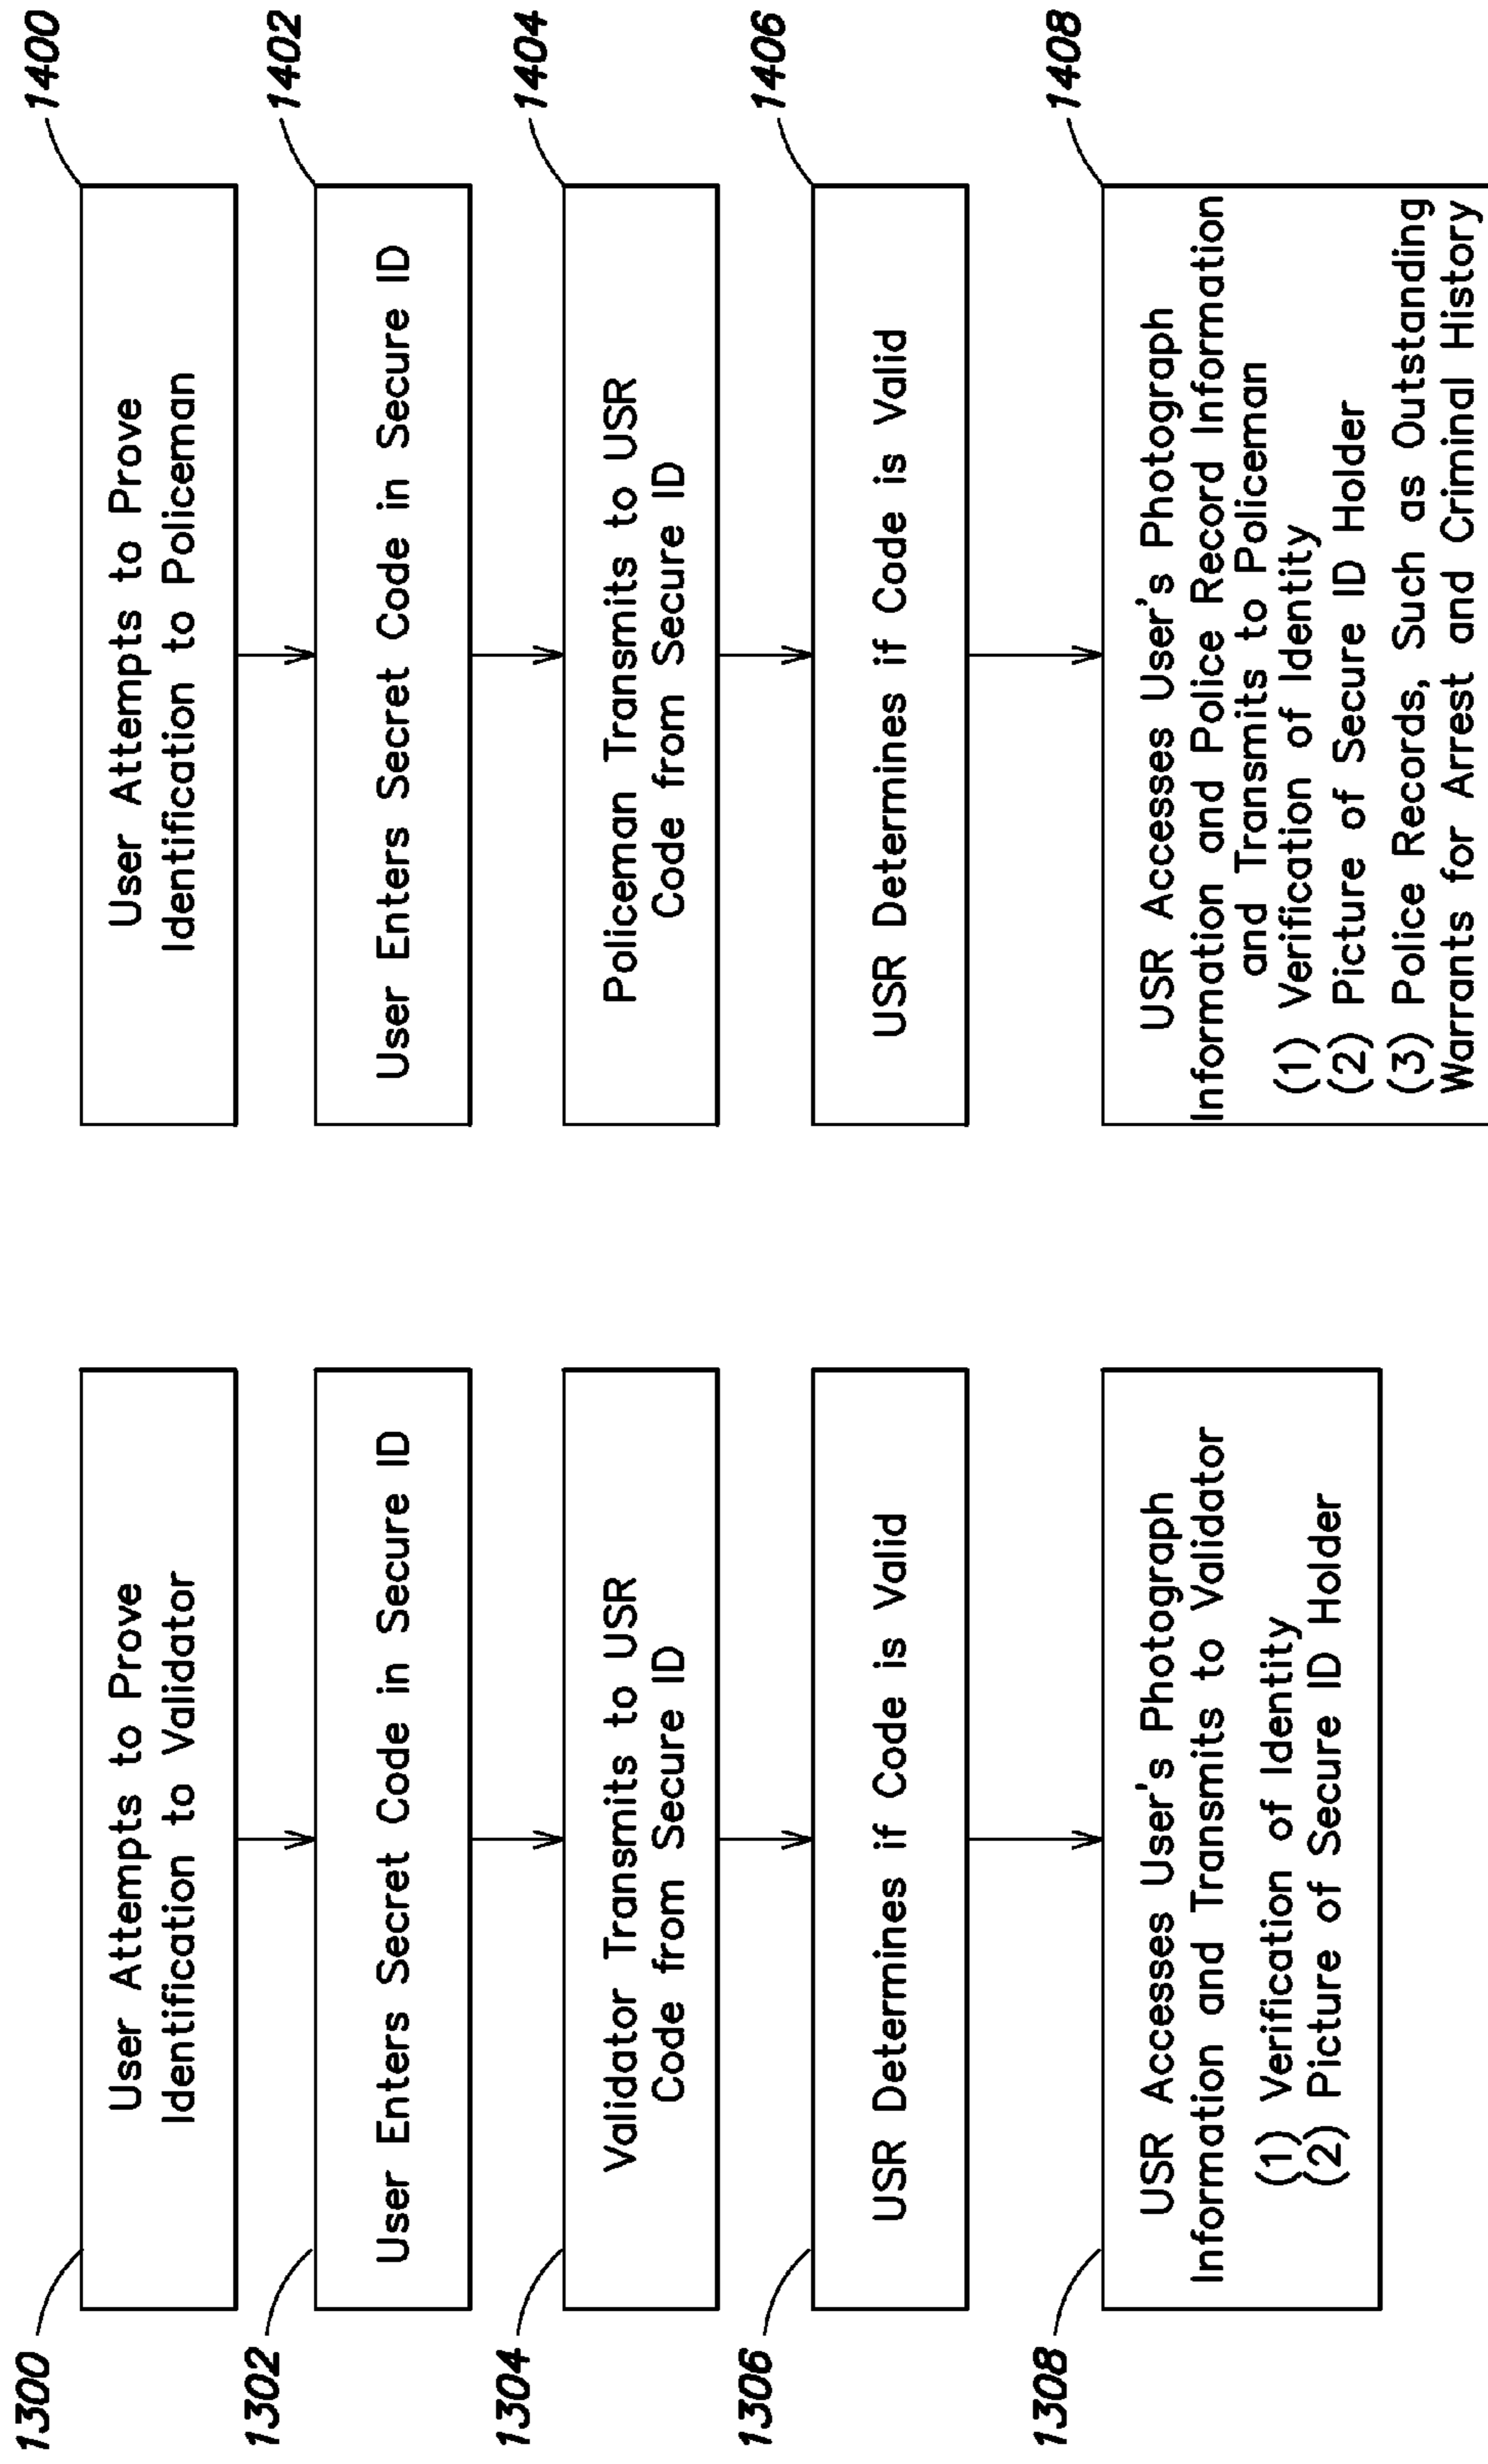 1300
User Attempts to Prove
Identification to Validator
1302
User Enters Secret Code in Secure ID
1304
Validator Transmits to USR
Code from Secure ID
1306
USR Determines if Code is Valid
1308
USR Accesses User's Photograph
Information and Transmits to Validator
(1) Verification of Identity
(2) Picture of Secure ID Holder
1400
User Attempts to Prove
Identification to Policeman
1402
User Enters Secret Code in Secure ID
1404
Policeman Transmits to USR
Code from Secure ID
1406
USR Determines if Code is Valid
1408
USR Accesses User's Photograph
Information and Police Record Information
and Transmits to Policeman
(1) Verification of Identity
(2) Picture of Secure ID Holder
(3) Police Records, Such as Outstanding
Warrants for Arrest and Criminal History